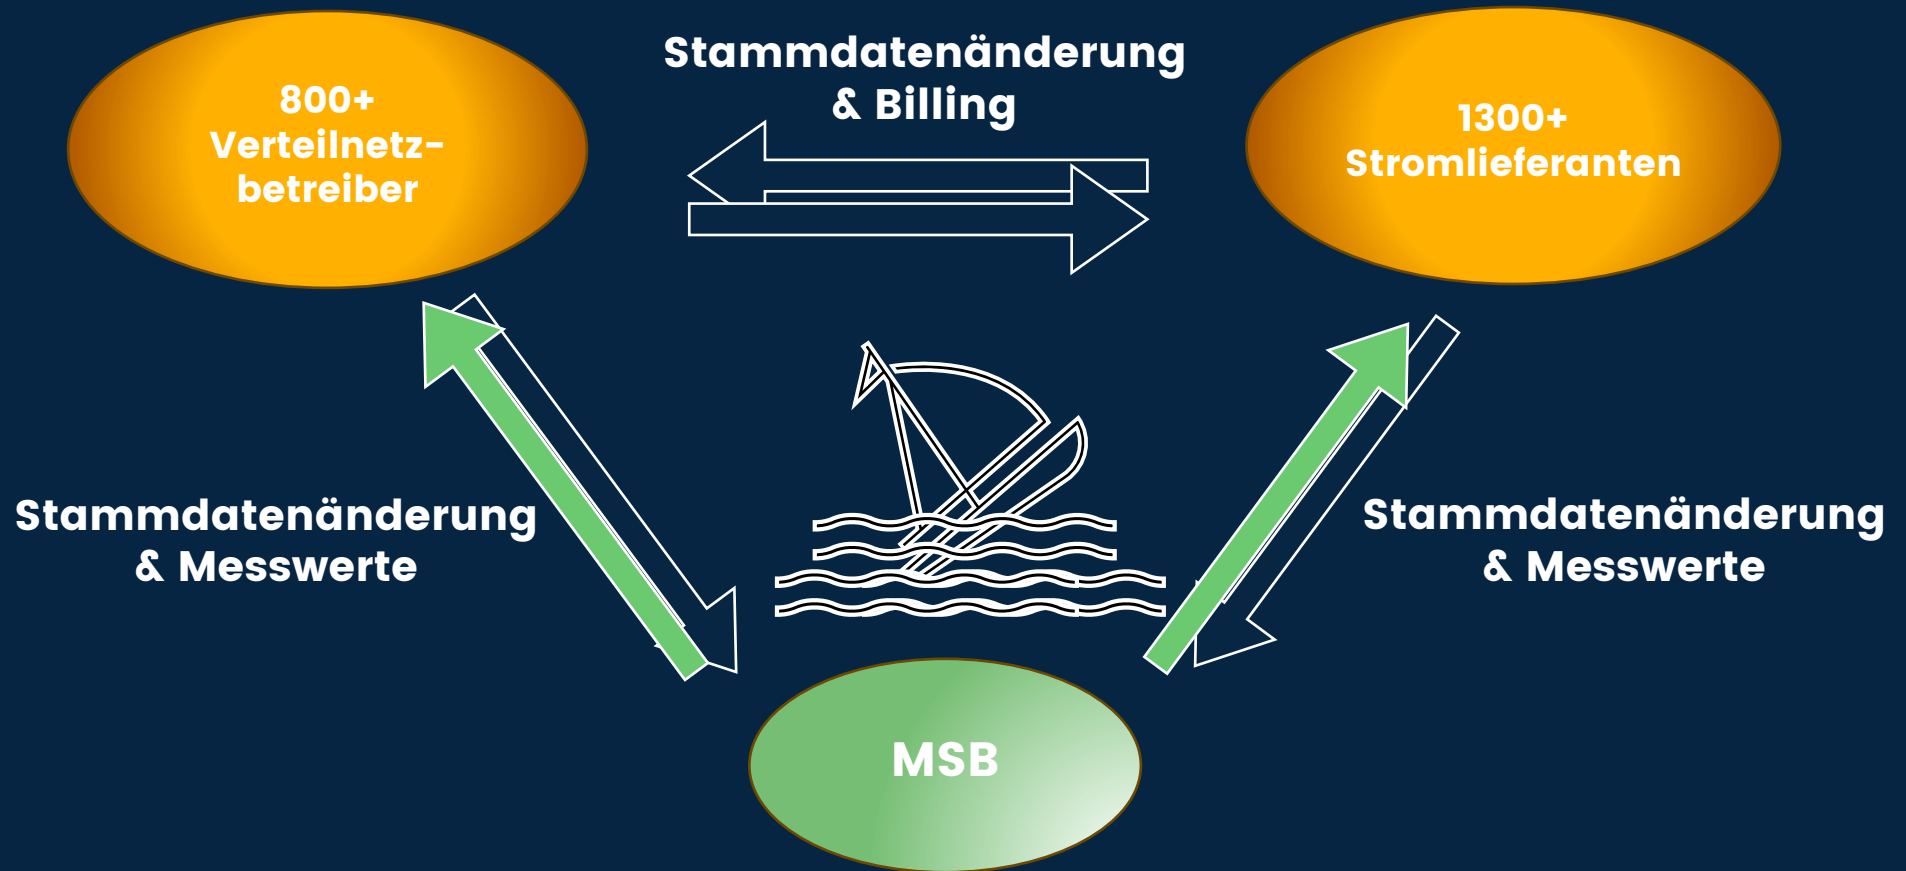 Stammdatenänderung
& Billing
800+
Verteilnetz-
betreiber
1300+
Stromlieferanten
Stammdatenänderung
& Messwerte
Stammdatenänderung
& Messwerte
MSB